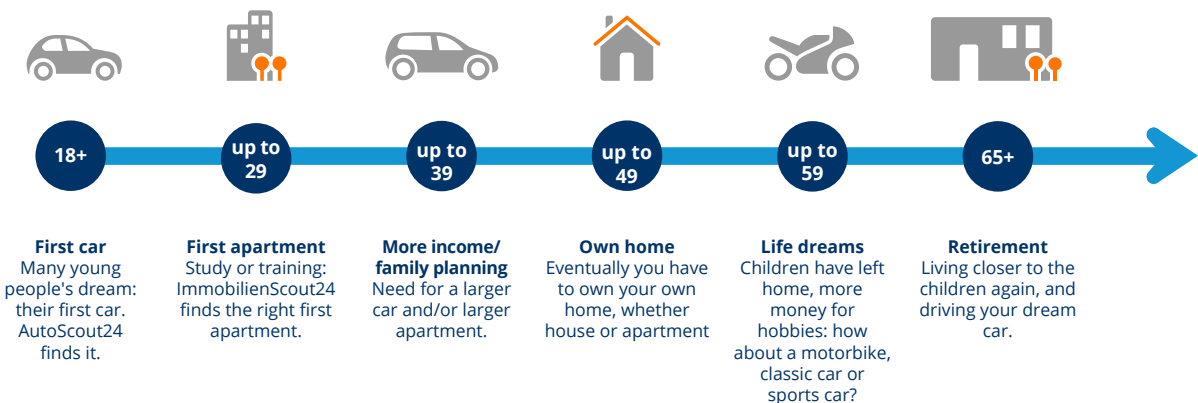 18+
up to
29
up to
39
up to
49
up to
59
65+
First car
Many young
people's dream:
their first car.
AutoScout24
finds it.
First apartment
Study or training:
ImmobilienScout24
finds the right first
apartment.
More income/
family planning
Need for a larger
car and/or larger
apartment.
Own home
Eventually you have
to own your own
home, whether
house or apartment
Life dreams
Children have left
home, more
money for
hobbies: how
about a motorbike,
classic car or
sports car?
Retirement
Living closer to the
children again, and
driving your dream
car.